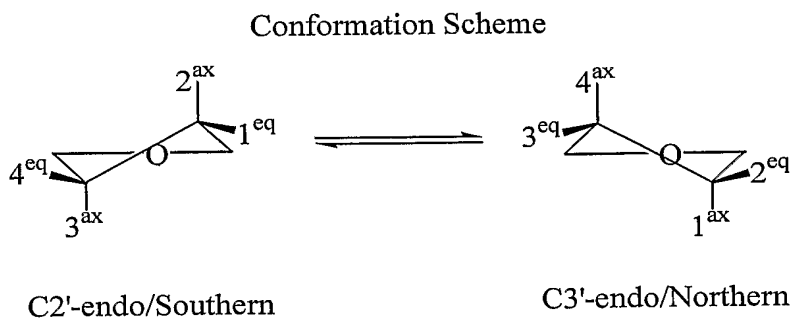 Conformation Scheme
2ax
4ax
1eq
3eq
O
O
4eq
2eq
3ax
1ax
C2'-endo/Southern
C3'-endo/Northern